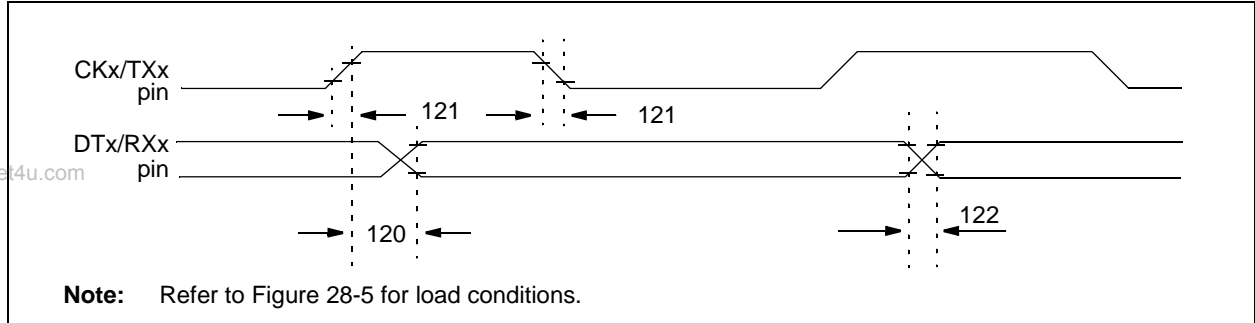 CKx/TXx
pin
121
121
DTx/RXx
pin
et4u.com
120
122
Note: Refer to Figure 28-5 for load conditions.